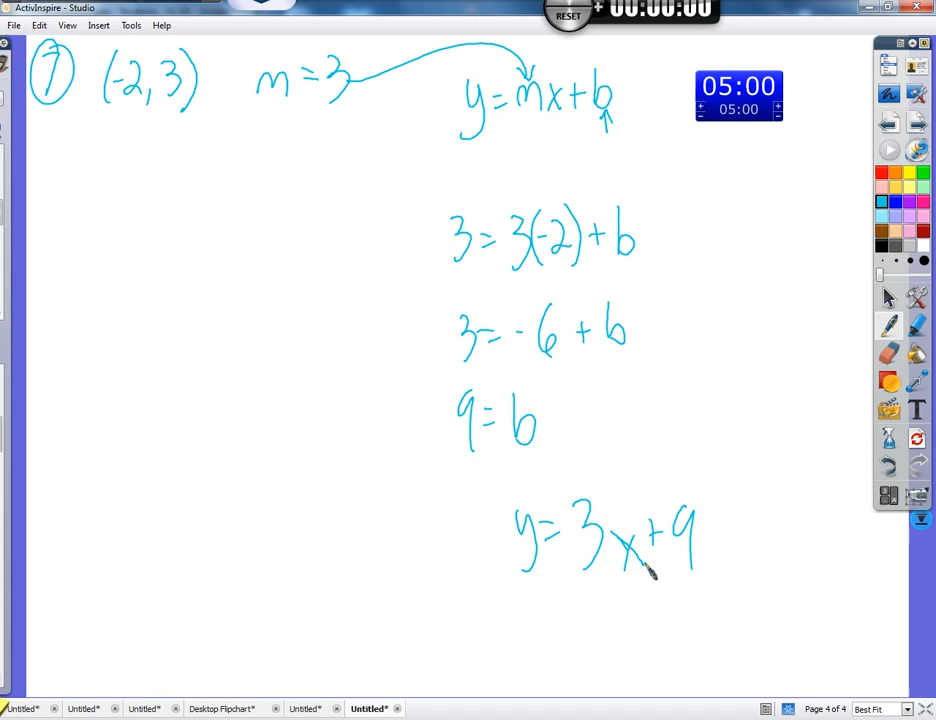 ActivInspire - Studio
RESET
00:00:00
File Edit View Insert Tools Help
7 (-2, 3) m = 3
y = mx + b
05:00
05:00
3 = 3(-2) + b
3 = -6 + b
9 = b
y = 3x + 9
T
Untitled* Untitled* Untitled* Desktop Flipchart* Untitled* Untitled* Page 4 of 4 Best Fit